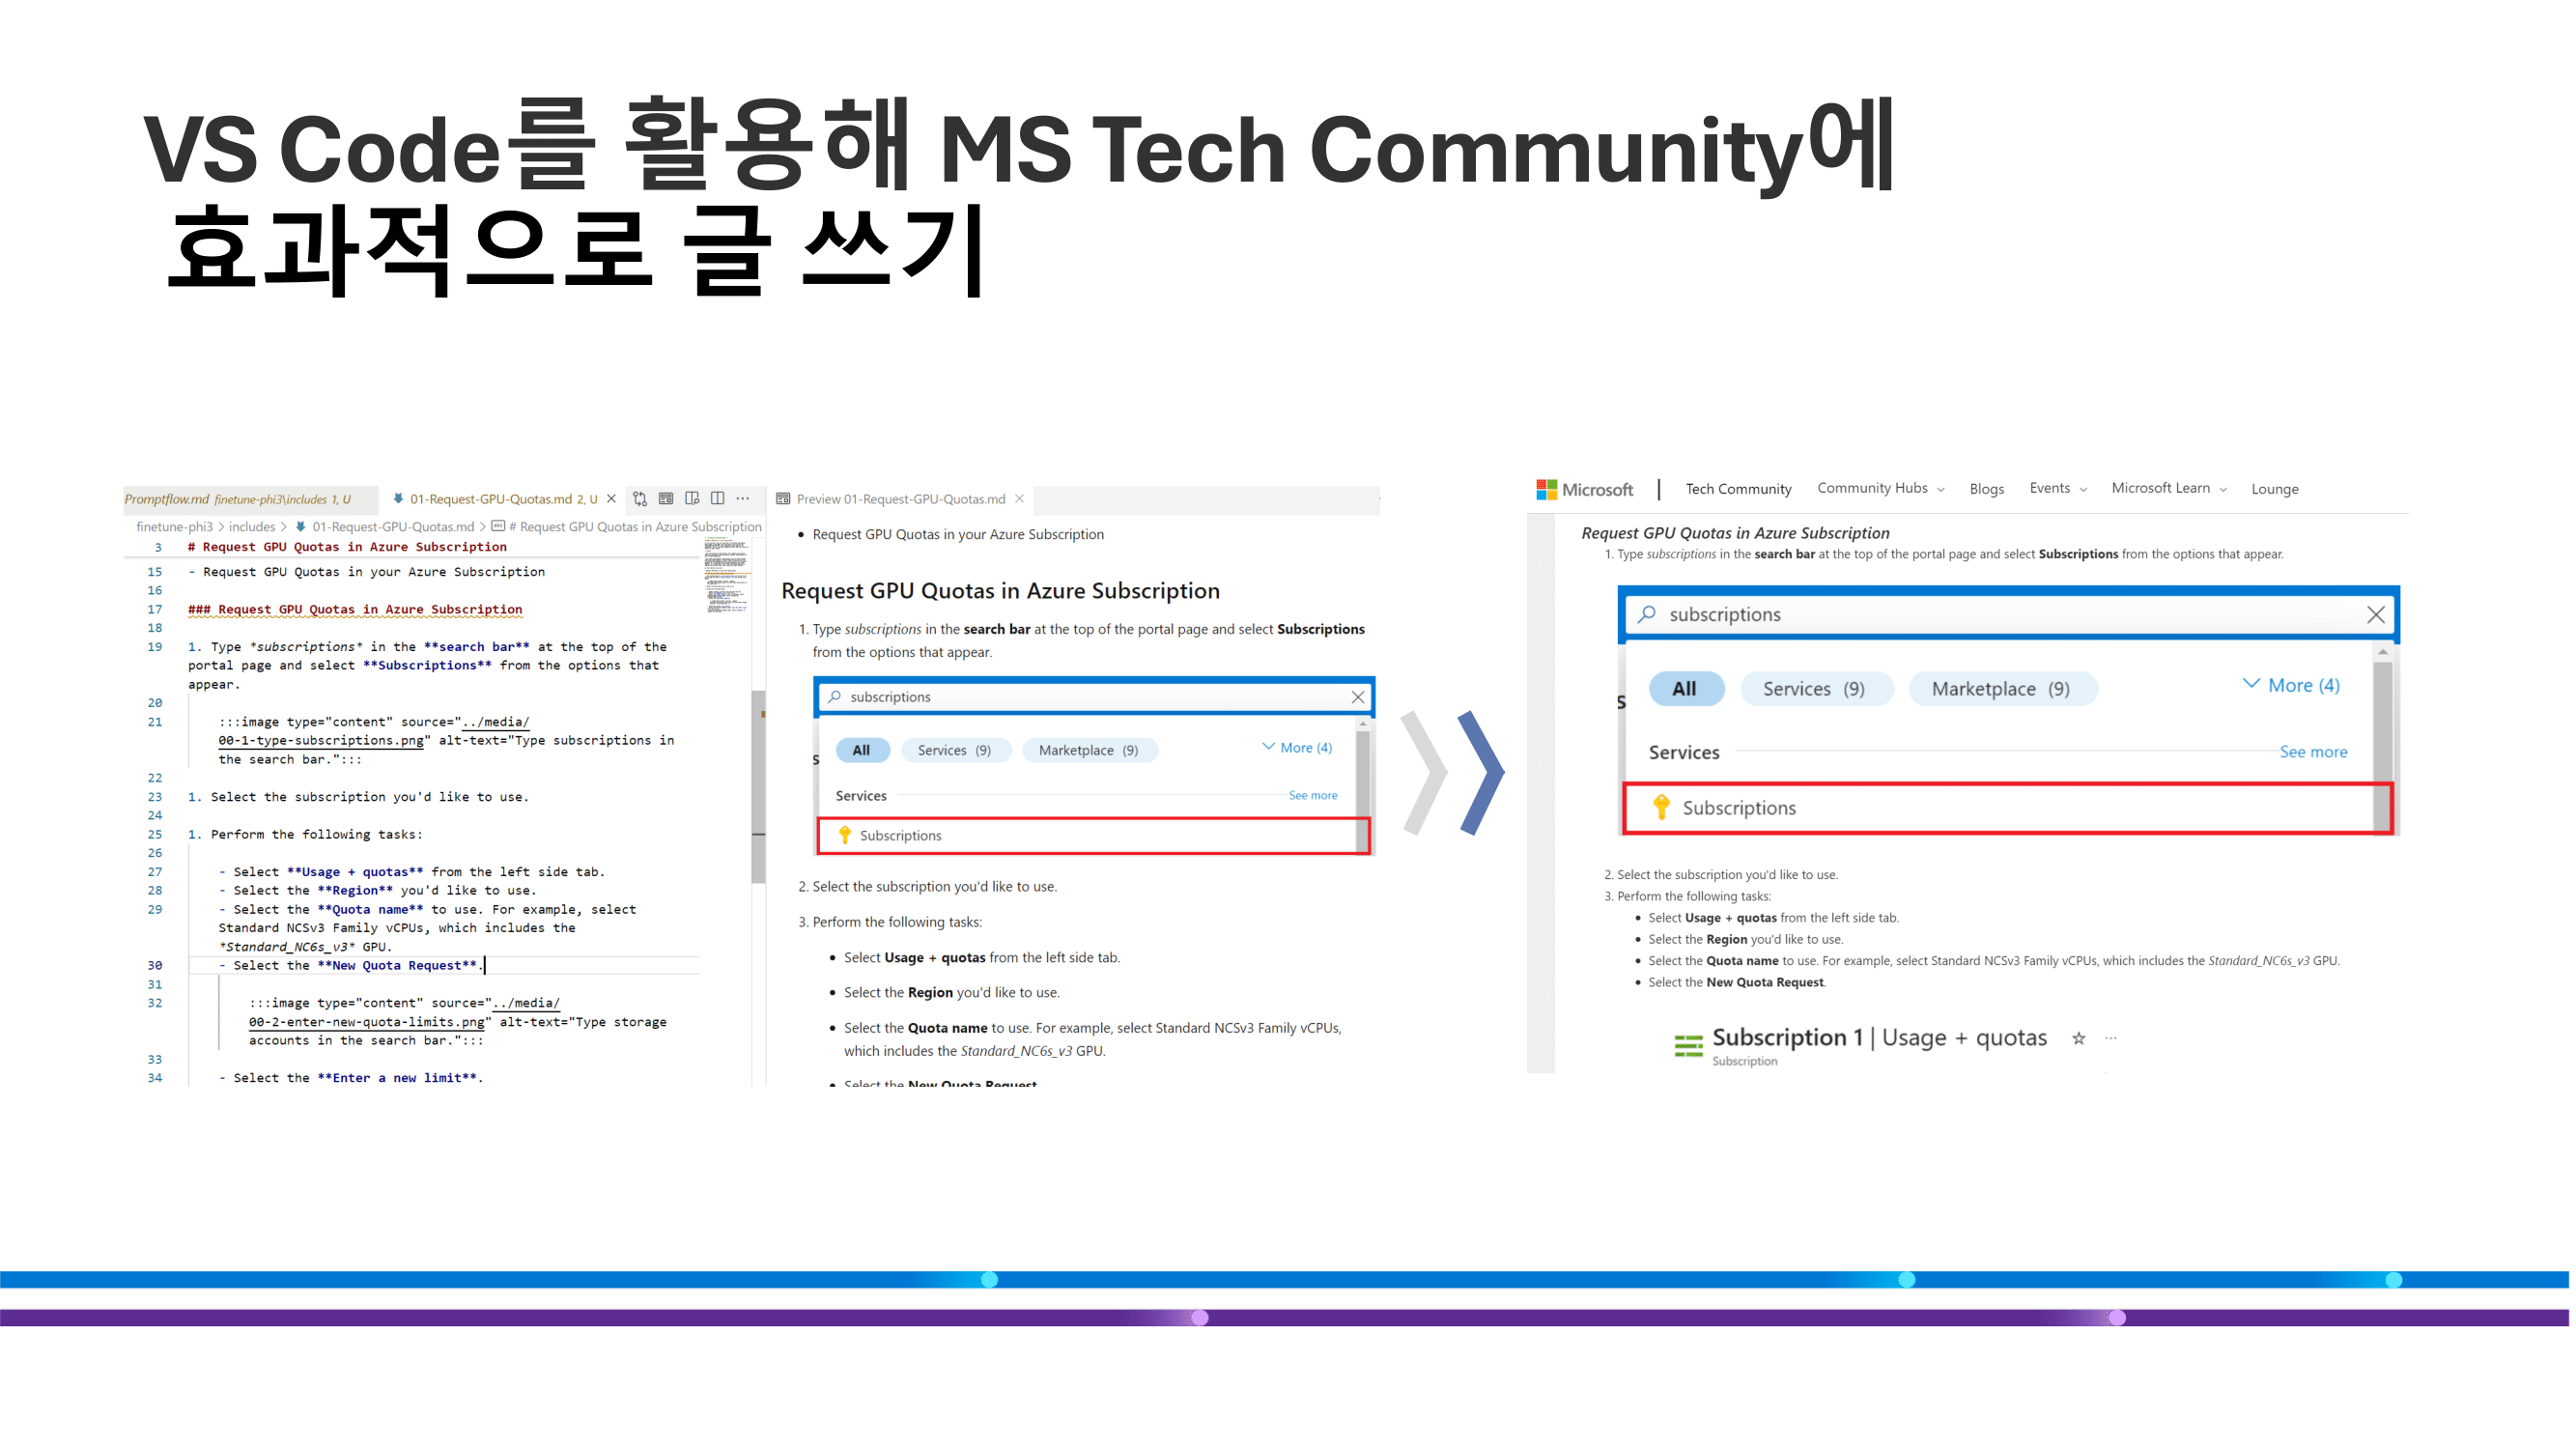 VS Code를 활용해 MS Tech Community에
효과적으로 글 쓰기
Promptflow.md finetune-phi3\includes 1, U
01-Request-GPU-Quotas.md 2, U
finetune-phi3 > includes > 01-Request-GPU-Quotas.md > # Request GPU Quotas in Azure Subscription
3 # Request GPU Quotas in Azure Subscription
15 - Request GPU Quotas in your Azure Subscription
16
17 ### Request GPU Quotas in Azure Subscription
18
19 1. Type *subscriptions* in the **search bar** at the top of the
portal page and select **Subscriptions** from the options that
appear.
20
21 :::image type="content" source="../media/
00-1-type-subscriptions.png" alt-text="Type subscriptions in
the search bar.":::
22
23 1. Select the subscription you'd like to use.
24
25 1. Perform the following tasks:
26
27 - Select **Usage + quotas** from the left side tab.
28 - Select the **Region** you'd like to use.
29 - Select the **Quota name** to use. For example, select
Standard NCSv3 Family vCPUs, which includes the
*Standard_NC6s_v3* GPU.
30 - Select the **New Quota Request**.
31
32 :::image type="content" source="../media/
00-2-enter-new-quota-limits.png" alt-text="Type storage
accounts in the search bar.":::
33
34 - Select the **Enter a new limit**.
Preview 01-Request-GPU-Quotas.md
• Request GPU Quotas in your Azure Subscription
Request GPU Quotas in Azure Subscription
1. Type subscriptions in the search bar at the top of the portal page and select Subscriptions
from the options that appear.
subscriptions
s
All Services (9) Marketplace (9) More (4)
Services See more
Subscriptions
2. Select the subscription you'd like to use.
3. Perform the following tasks:
• Select Usage + quotas from the left side tab.
• Select the Region you'd like to use.
• Select the Quota name to use. For example, select Standard NCSv3 Family vCPUs,
which includes the Standard_NC6s_v3 GPU.
• Select the New Quota Request
Microsoft | Tech Community Community Hubs Blogs Events Microsoft Learn Lounge
Request GPU Quotas in Azure Subscription
1. Type subscriptions in the search bar at the top of the portal page and select Subscriptions from the options that appear.
subscriptions
All Services (9) Marketplace (9) More (4)
s
Services See more
Subscriptions
2. Select the subscription you'd like to use.
3. Perform the following tasks:
• Select Usage + quotas from the left side tab.
• Select the Region you'd like to use.
• Select the Quota name to use. For example, select Standard NCSv3 Family vCPUs, which includes the Standard_NC6s_v3 GPU.
• Select the New Quota Request.
Subscription 1 | Usage + quotas ☆ ...
Subscription